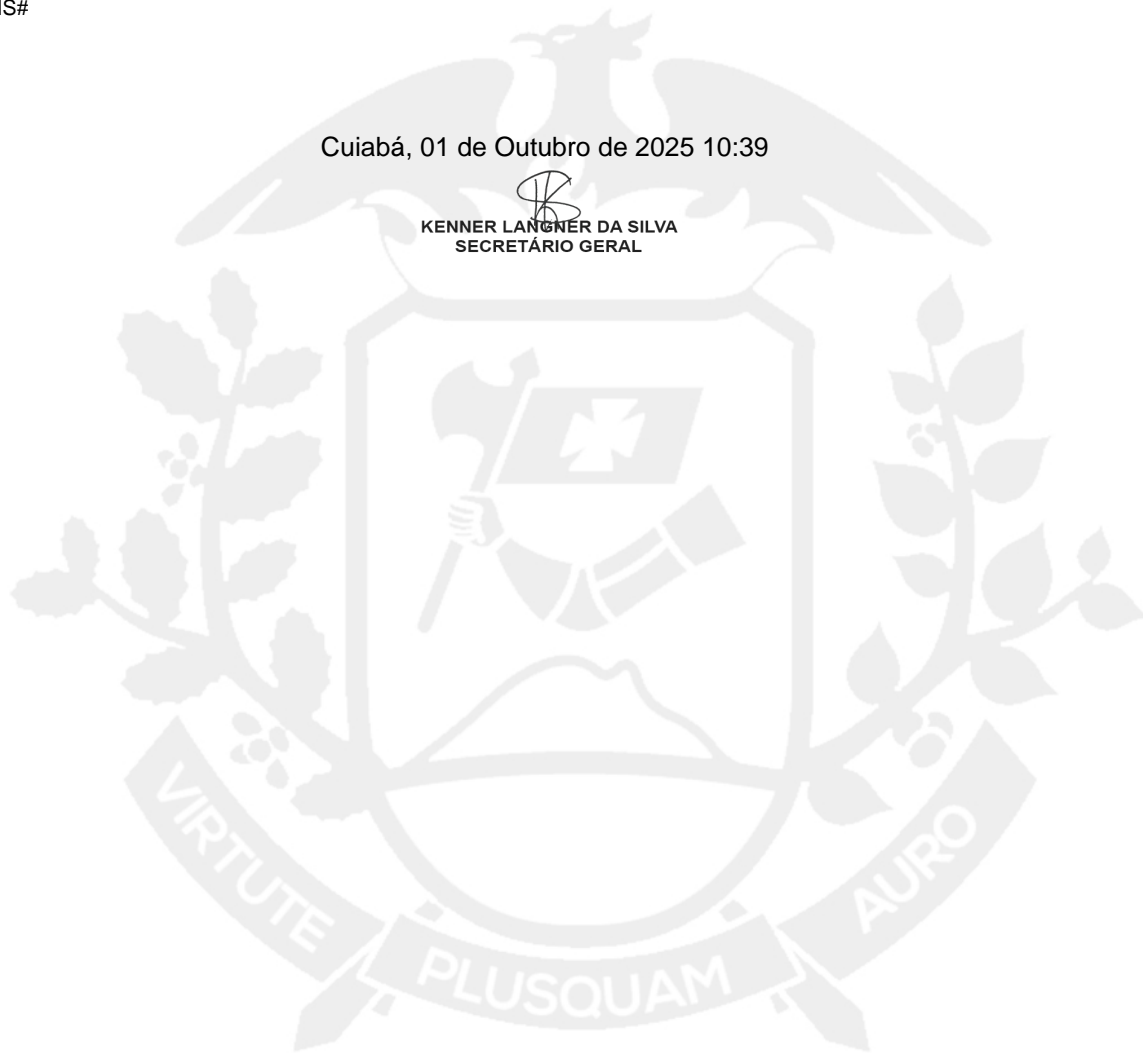 IS#
Cuiabá, 01 de Outubro de 2025 10:39
KENNER LANGNER DA SILVA
SECRETÁRIO GERAL
VIRTUTE
PLUSQUAM
AURO